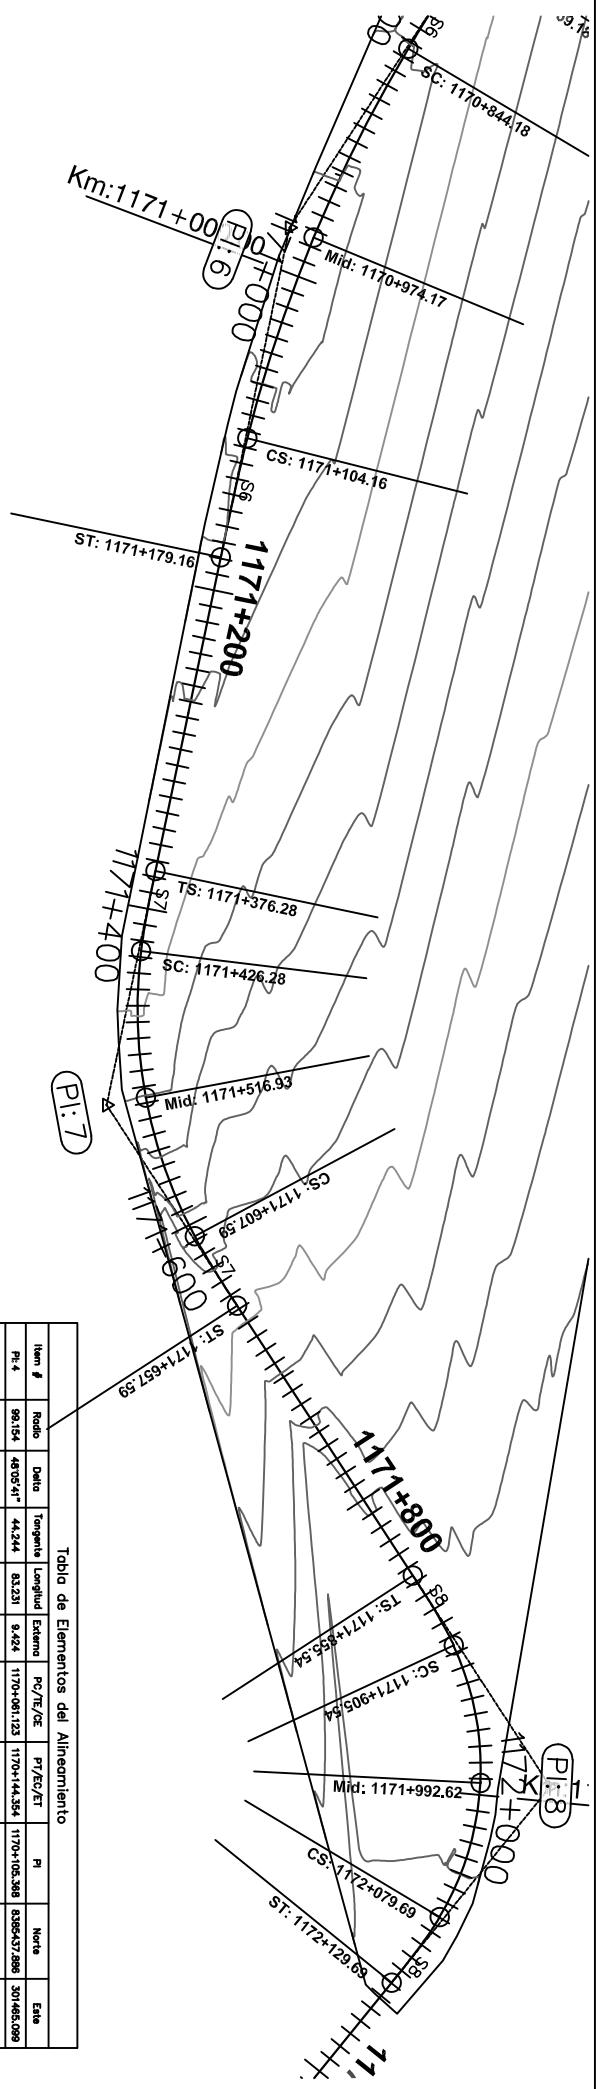 SC: 1170+844.18
Km:1171+00
PI: 6
Mid: 1170+974.17
CS: 1171+104.16
S6
ST: 1171+179.16
1171+200
TS: 1171+376.28
S7
1171+400
SC: 1171+426.28
Mid: 1171+516.93
PI: 7
CS: 1171+607.59
1171+600
S7
ST: 1171+657.59
1171+800
TS: 1171+855.54
S8
SC: 1171+905.54
PI: 8
1172+000
Mid: 1171+992.62
CS: 1172+079.69
S8
ST: 1172+129.69
Tabla de Elementos del Alineamiento
Item # Radio Delta Tangente Longitud Externa PC/TE/CE PT/EC/ET PI Norte Este
PI: 4 99.154 48°05'41" 44.244 83.231 9.424 1170+061.123 1170+144.354 1170+105.368 8385437.886 301465.099